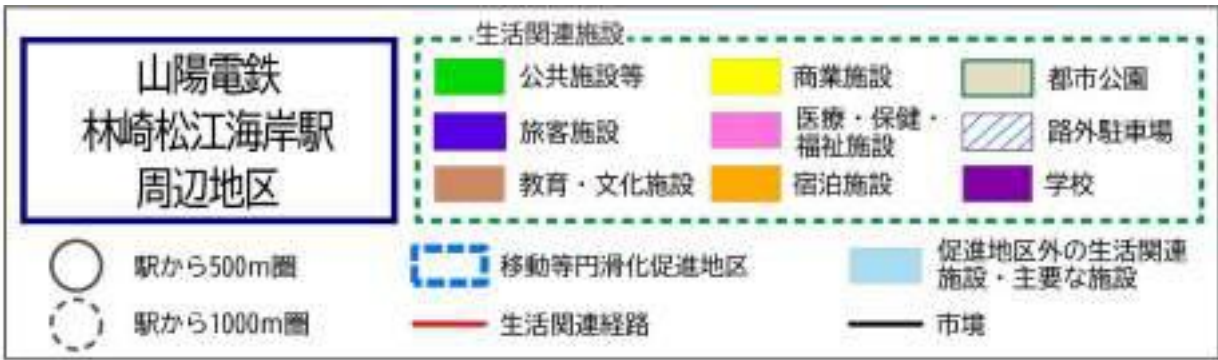 山陽電鉄
林崎松江海岸駅
周辺地区
生活関連施設
公共施設等
商業施設
都市公園
旅客施設
医療・保健・
福祉施設
路外駐車場
教育・文化施設
宿泊施設
学校
駅から500m圏
移動等円滑化促進地区
促進地区外の生活関連
施設・主要な施設
駅から1000m圏
生活関連経路
市境